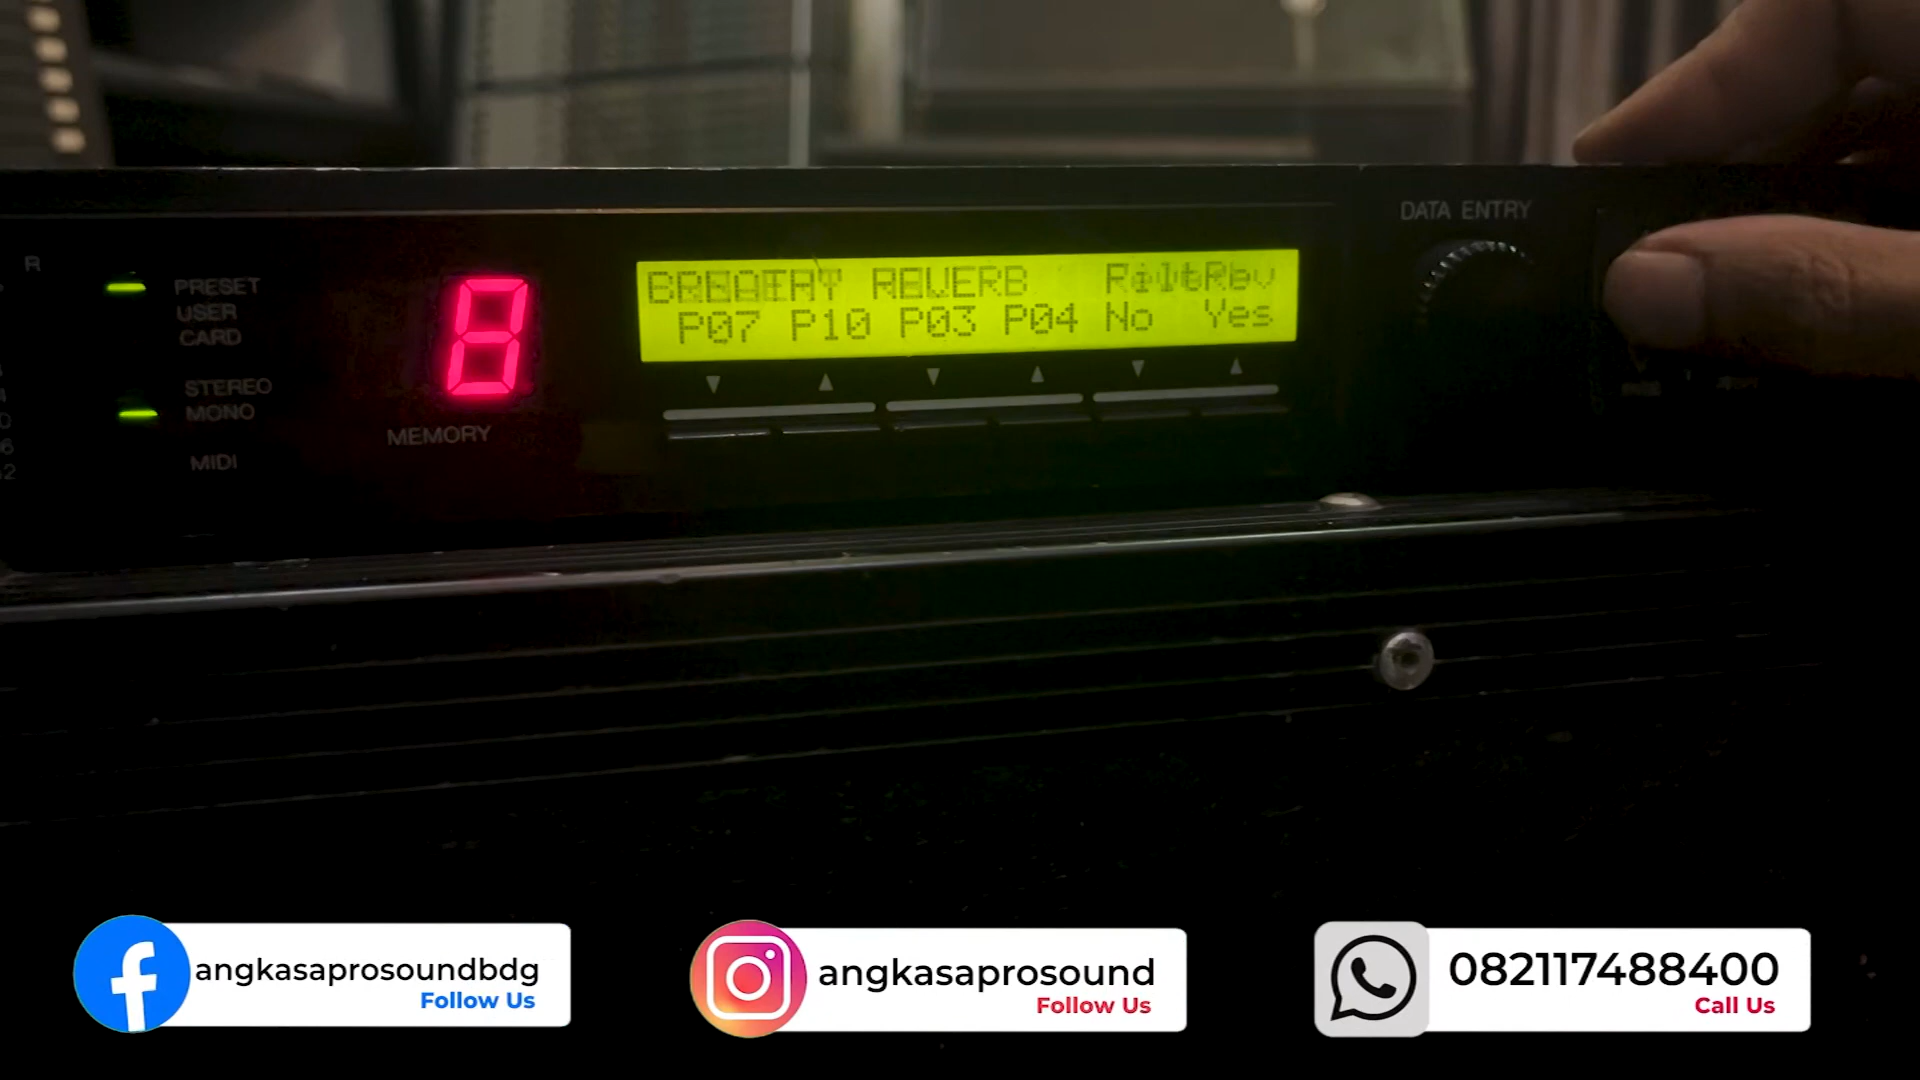 R
DATA ENTRY
PRESET
USER
CARD
STEREO
MONO
MIDI
MEMORY
8
REVERB
P07 P10 P03 P04 No Yes
angkasaprosoundbdg
Follow Us
angkasaprosound
Follow Us
082117488400
Call Us